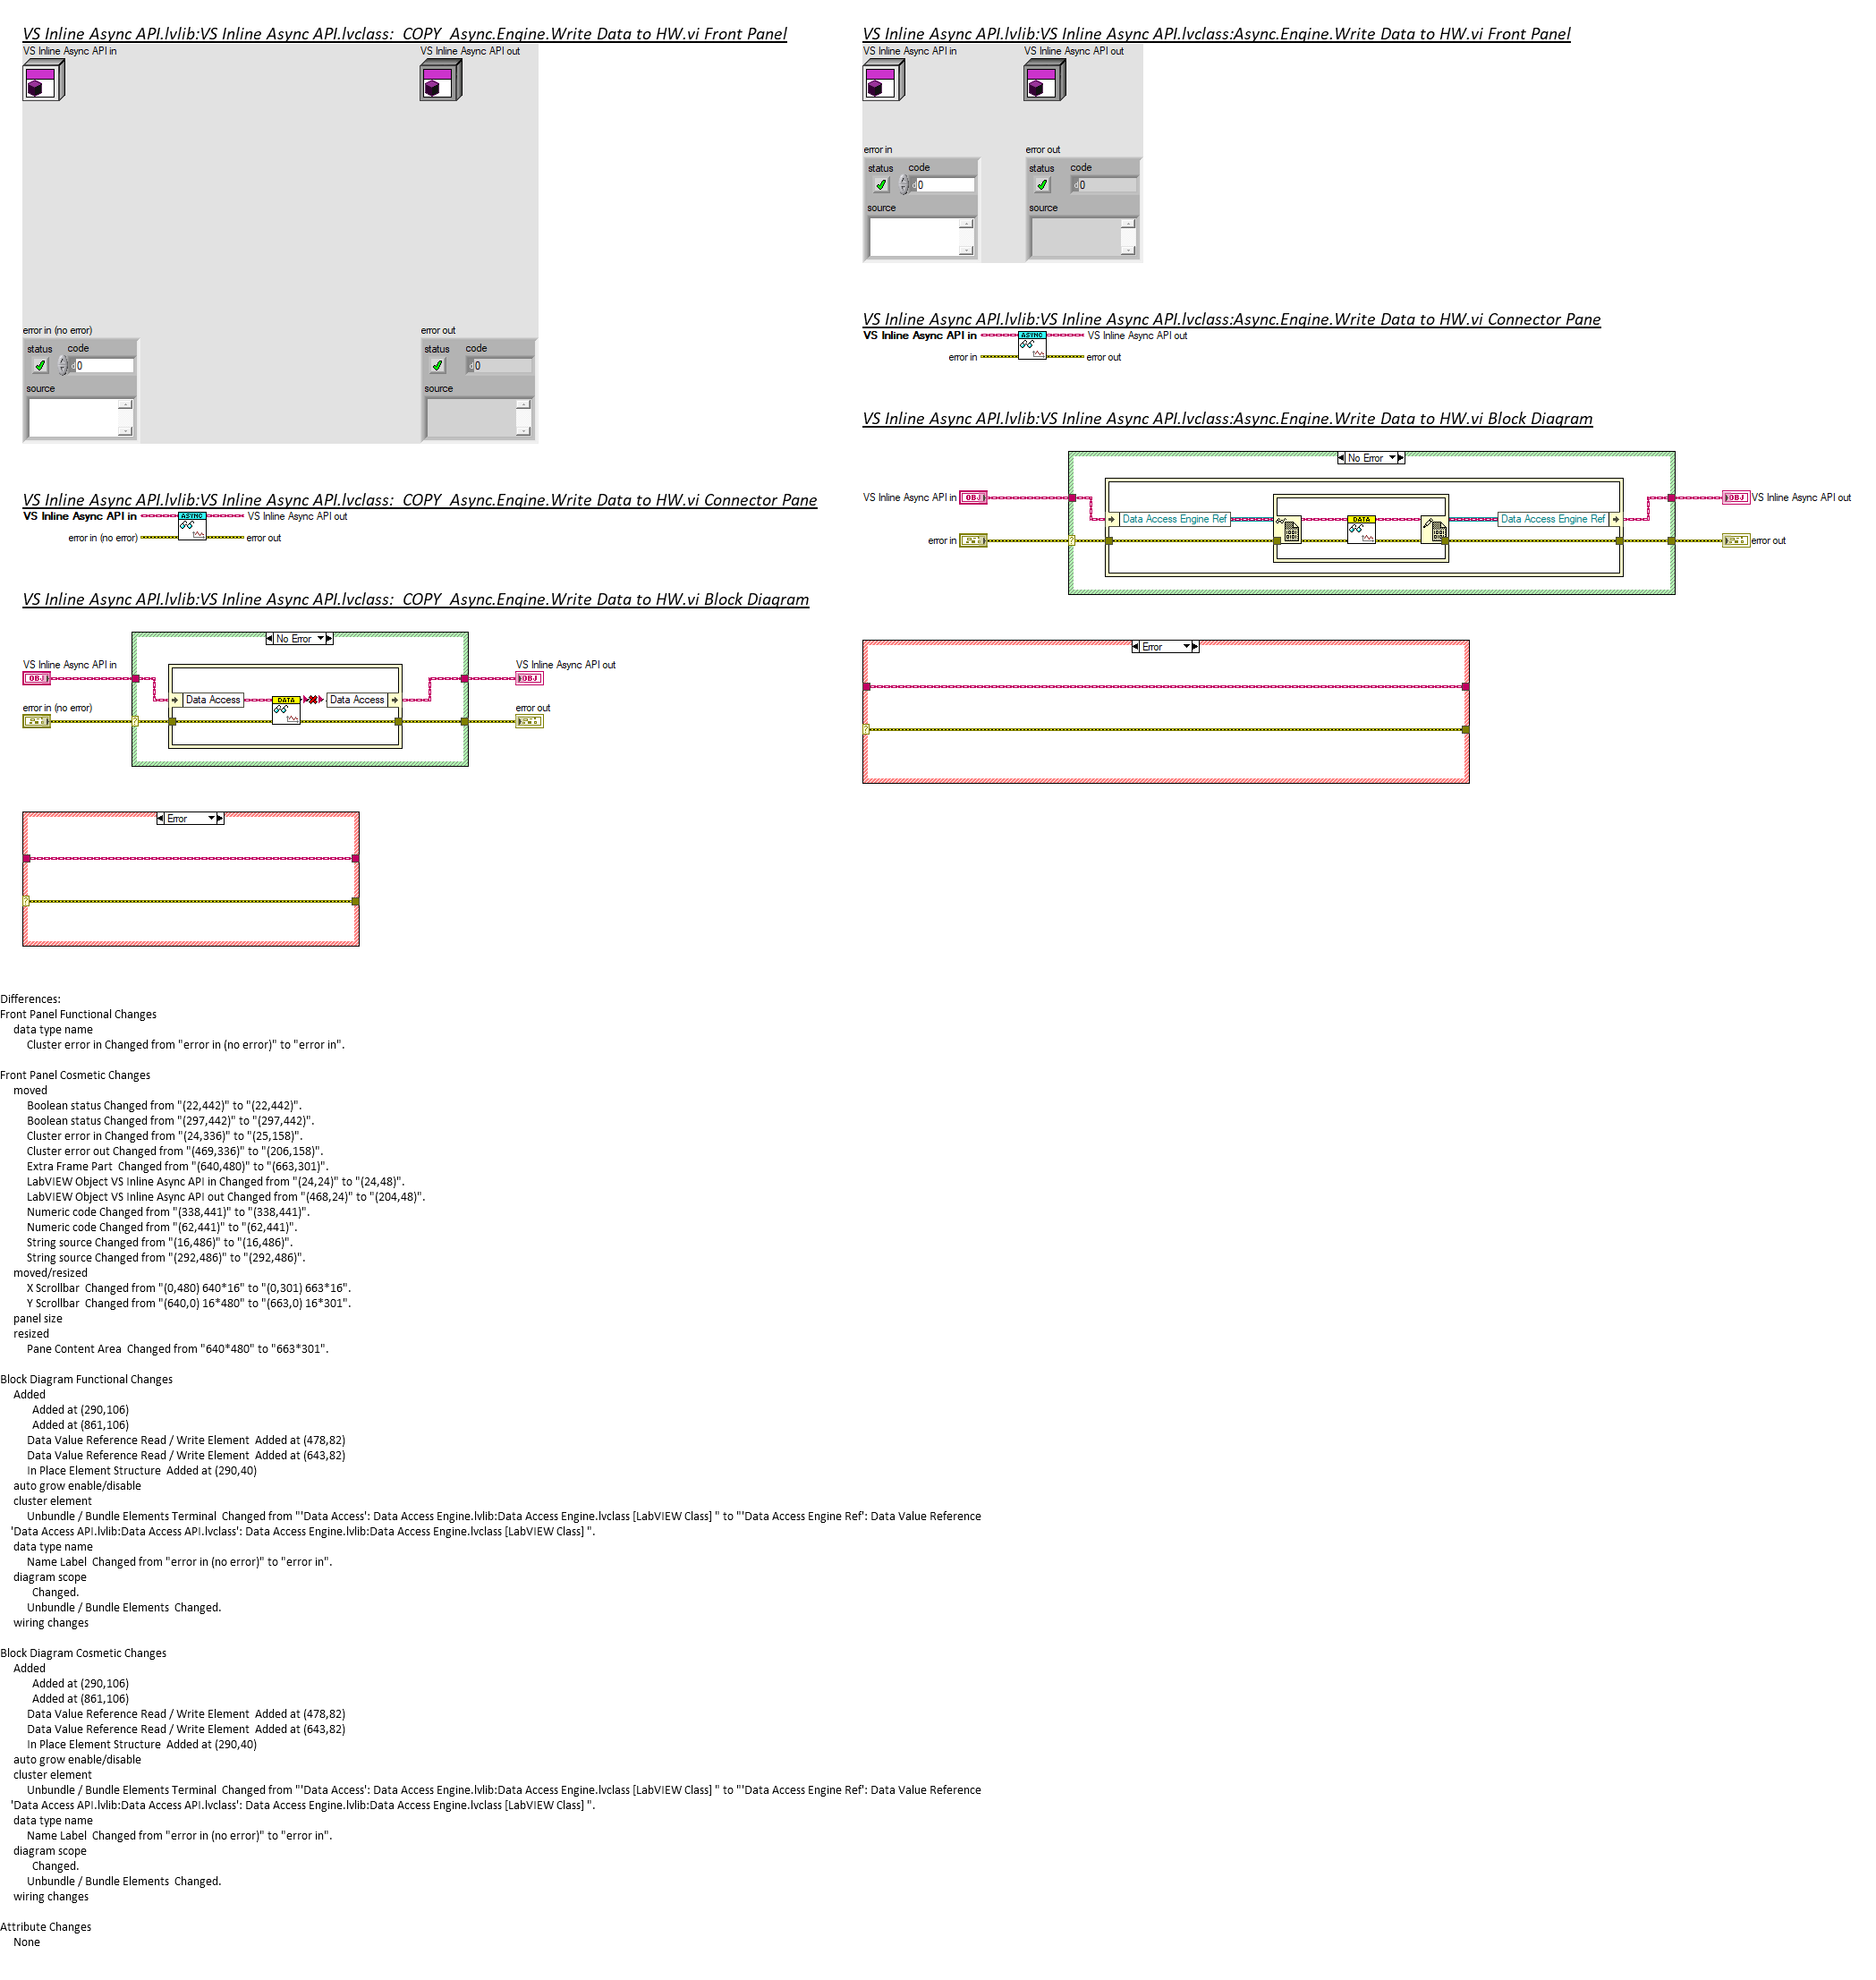 VS Inline Async API.lvlib:VS Inline Async API.lvclass:  COPY  Async.Engine.Write Data to HW.vi Front Panel
VS Inline Async API in
VS Inline Async API out
error in (no error)
status
code
0
source
error out
status
code
0
source
VS Inline Async API.lvlib:VS Inline Async API.lvclass:  COPY  Async.Engine.Write Data to HW.vi Connector Pane
VS Inline Async API in
ASYNC
VS Inline Async API out
error in (no error)
error out
VS Inline Async API.lvlib:VS Inline Async API.lvclass:  COPY  Async.Engine.Write Data to HW.vi Block Diagram
No Error
VS Inline Async API in
VS Inline Async API out
OBJ
OBJ
Data Access
DATA
Data Access
error in (no error)
error out
Error
VS Inline Async API.lvlib:VS Inline Async API.lvclass:Async.Engine.Write Data to HW.vi Front Panel
VS Inline Async API in
VS Inline Async API out
error in
status
code
0
source
error out
status
code
0
source
VS Inline Async API.lvlib:VS Inline Async API.lvclass:Async.Engine.Write Data to HW.vi Connector Pane
VS Inline Async API in
ASYNC
VS Inline Async API out
error in
error out
VS Inline Async API.lvlib:VS Inline Async API.lvclass:Async.Engine.Write Data to HW.vi Block Diagram
No Error
VS Inline Async API in
OBJ
OBJ
VS Inline Async API out
Data Access Engine Ref
DATA
Data Access Engine Ref
error in
error out
Error
Differences:
Front Panel Functional Changes
data type name
Cluster error in Changed from "error in (no error)" to "error in".
Front Panel Cosmetic Changes
moved
Boolean status Changed from "(22,442)" to "(22,442)".
Boolean status Changed from "(297,442)" to "(297,442)".
Cluster error in Changed from "(24,336)" to "(25,158)".
Cluster error out Changed from "(469,336)" to "(206,158)".
Extra Frame Part  Changed from "(640,480)" to "(663,301)".
LabVIEW Object VS Inline Async API in Changed from "(24,24)" to "(24,48)".
LabVIEW Object VS Inline Async API out Changed from "(468,24)" to "(204,48)".
Numeric code Changed from "(338,441)" to "(338,441)".
Numeric code Changed from "(62,441)" to "(62,441)".
String source Changed from "(16,486)" to "(16,486)".
String source Changed from "(292,486)" to "(292,486)".
moved/resized
X Scrollbar  Changed from "(0,480) 640*16" to "(0,301) 663*16".
Y Scrollbar  Changed from "(640,0) 16*480" to "(663,0) 16*301".
panel size
resized
Pane Content Area  Changed from "640*480" to "663*301".
Block Diagram Functional Changes
Added
Added at (290,106)
Added at (861,106)
Data Value Reference Read / Write Element  Added at (478,82)
Data Value Reference Read / Write Element  Added at (643,82)
In Place Element Structure  Added at (290,40)
auto grow enable/disable
cluster element
Unbundle / Bundle Elements Terminal  Changed from "'Data Access': Data Access Engine.lvlib:Data Access Engine.lvclass [LabVIEW Class] " to "'Data Access Engine Ref': Data Value Reference
'Data Access API.lvlib:Data Access API.lvclass': Data Access Engine.lvlib:Data Access Engine.lvclass [LabVIEW Class] ".
data type name
Name Label  Changed from "error in (no error)" to "error in".
diagram scope
Changed.
Unbundle / Bundle Elements  Changed.
wiring changes
Block Diagram Cosmetic Changes
Added
Added at (290,106)
Added at (861,106)
Data Value Reference Read / Write Element  Added at (478,82)
Data Value Reference Read / Write Element  Added at (643,82)
In Place Element Structure  Added at (290,40)
auto grow enable/disable
cluster element
Unbundle / Bundle Elements Terminal  Changed from "'Data Access': Data Access Engine.lvlib:Data Access Engine.lvclass [LabVIEW Class] " to "'Data Access Engine Ref': Data Value Reference
'Data Access API.lvlib:Data Access API.lvclass': Data Access Engine.lvlib:Data Access Engine.lvclass [LabVIEW Class] ".
data type name
Name Label  Changed from "error in (no error)" to "error in".
diagram scope
Changed.
Unbundle / Bundle Elements  Changed.
wiring changes
Attribute Changes
None